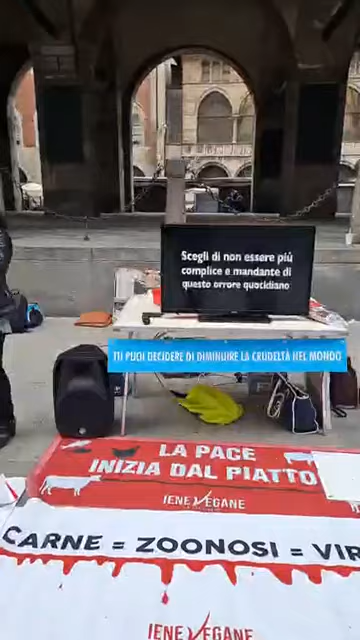 Scegli di non essere più
complice e mandante di
questo orrore quotidiano
TU PUOI DECIDERE DI DIMINUIRE LA CRUDELTÀ NEL MONDO
LA PACE
INIZIA DAL PIATTO
IENE VEGANE
CARNE = ZOONOSI = VIR
IENE VEGANE